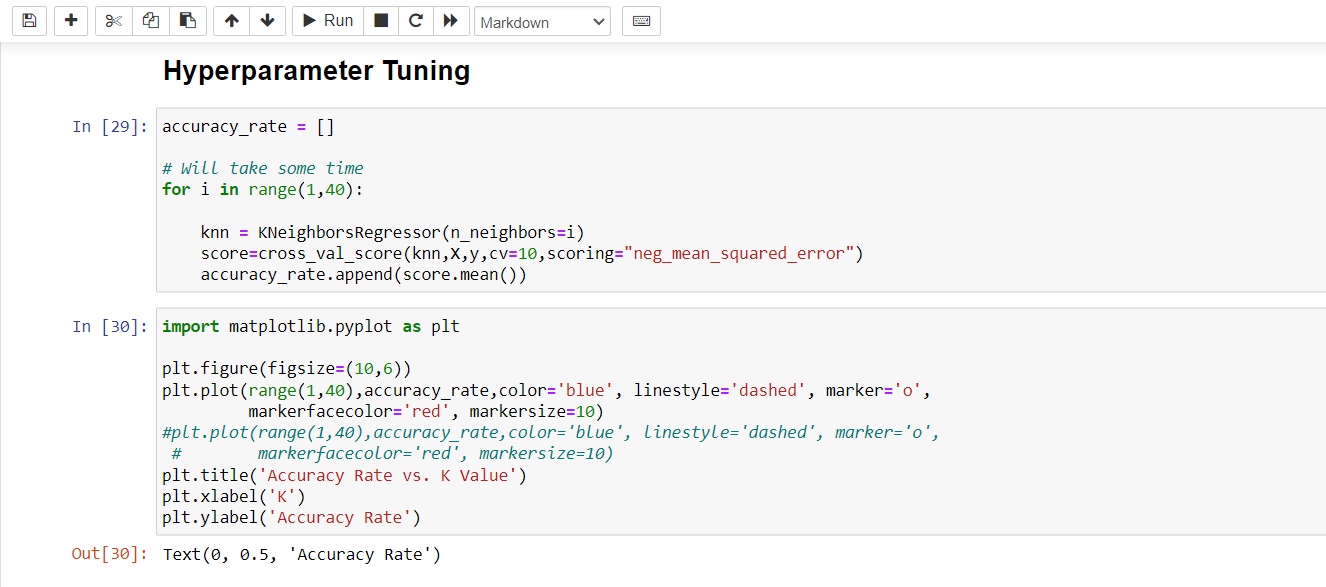 Run
Markdown
Hyperparameter Tuning
In [29]: accuracy_rate = []
# Will take some time
for i in range(1,40):
    knn = KNeighborsRegressor(n_neighbors=i)
    score=cross_val_score(knn,X,y,cv=10,scoring="neg_mean_squared_error")
    accuracy_rate.append(score.mean())
In [30]: import matplotlib.pyplot as plt
plt.figure(figsize=(10,6))
plt.plot(range(1,40),accuracy_rate,color='blue', linestyle='dashed', marker='o',
         markerfacecolor='red', markersize=10)
#plt.plot(range(1,40),accuracy_rate,color='blue', linestyle='dashed', marker='o',
 #        markerfacecolor='red', markersize=10)
plt.title('Accuracy Rate vs. K Value')
plt.xlabel('K')
plt.ylabel('Accuracy Rate')
Out[30]: Text(0, 0.5, 'Accuracy Rate')